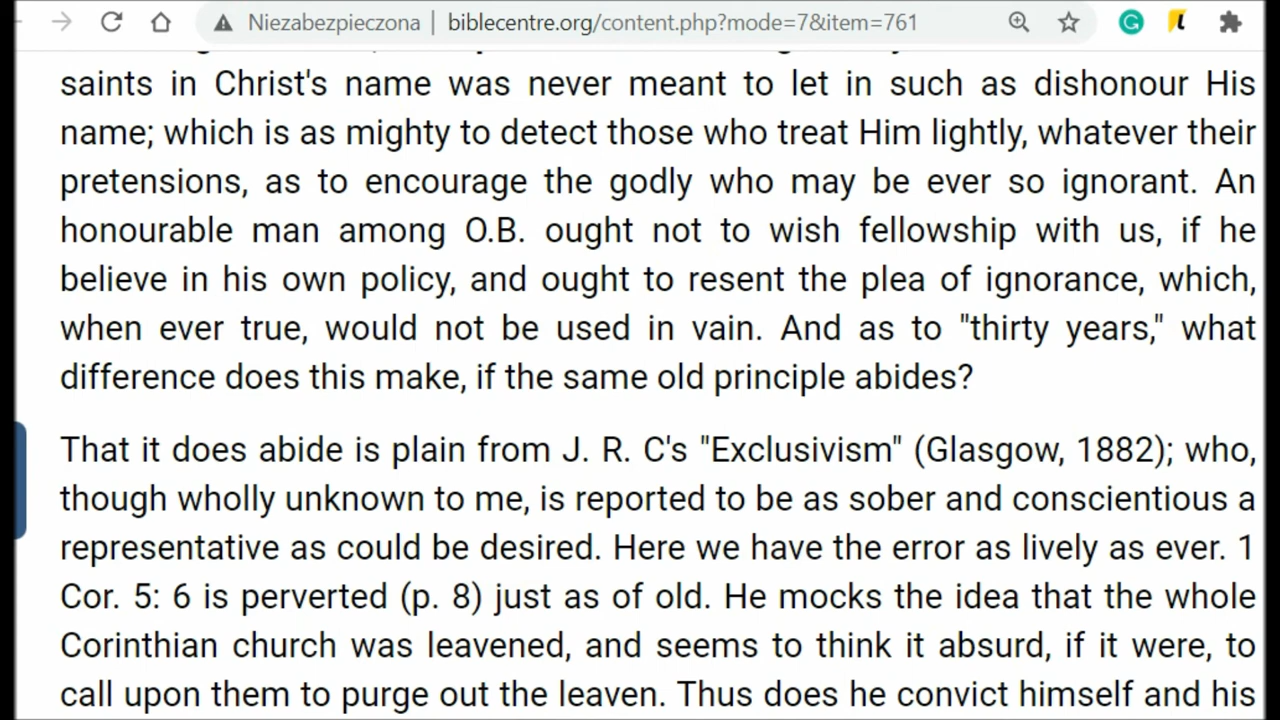 Niezabezpieczona | biblecentre.org/content.php?mode=7&item=761
saints in Christ's name was never meant to let in such as dishonour His
name; which is as mighty to detect those who treat Him lightly, whatever their
pretensions, as to encourage the godly who may be ever so ignorant. An
honourable man among O.B. ought not to wish fellowship with us, if he
believe in his own policy, and ought to resent the plea of ignorance, which,
when ever true, would not be used in vain. And as to "thirty years," what
difference does this make, if the same old principle abides?
That it does abide is plain from J. R. C's "Exclusivism" (Glasgow, 1882); who,
though wholly unknown to me, is reported to be as sober and conscientious a
representative as could be desired. Here we have the error as lively as ever. 1
Cor. 5: 6 is perverted (p. 8) just as of old. He mocks the idea that the whole
Corinthian church was leavened, and seems to think it absurd, if it were, to
call upon them to purge out the leaven. Thus does he convict himself and his